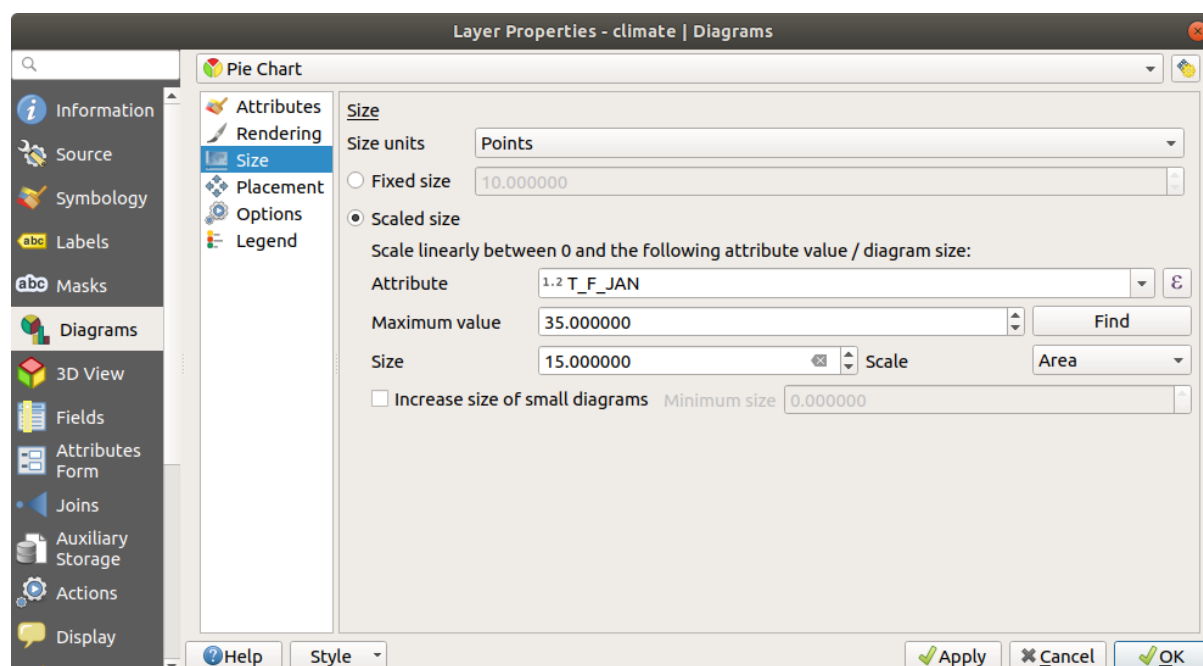 Layer Properties - climate | Diagrams
Pie Chart
Information
Source
Symbology
abc Labels
abc Masks
Diagrams
3D View
Fields
Attributes
Form
Joins
Auxiliary
Storage
Actions
Display
Attributes
Rendering
Size
Placement
Options
Legend
Size
Size units Points
Fixed size 10.000000
Scaled size
Scale linearly between 0 and the following attribute value / diagram size:
Attribute 1.2 T_F_JAN ε
Maximum value 35.000000 Find
Size 15.000000 Scale Area
Increase size of small diagrams Minimum size 0.000000
Help Style Apply Cancel OK